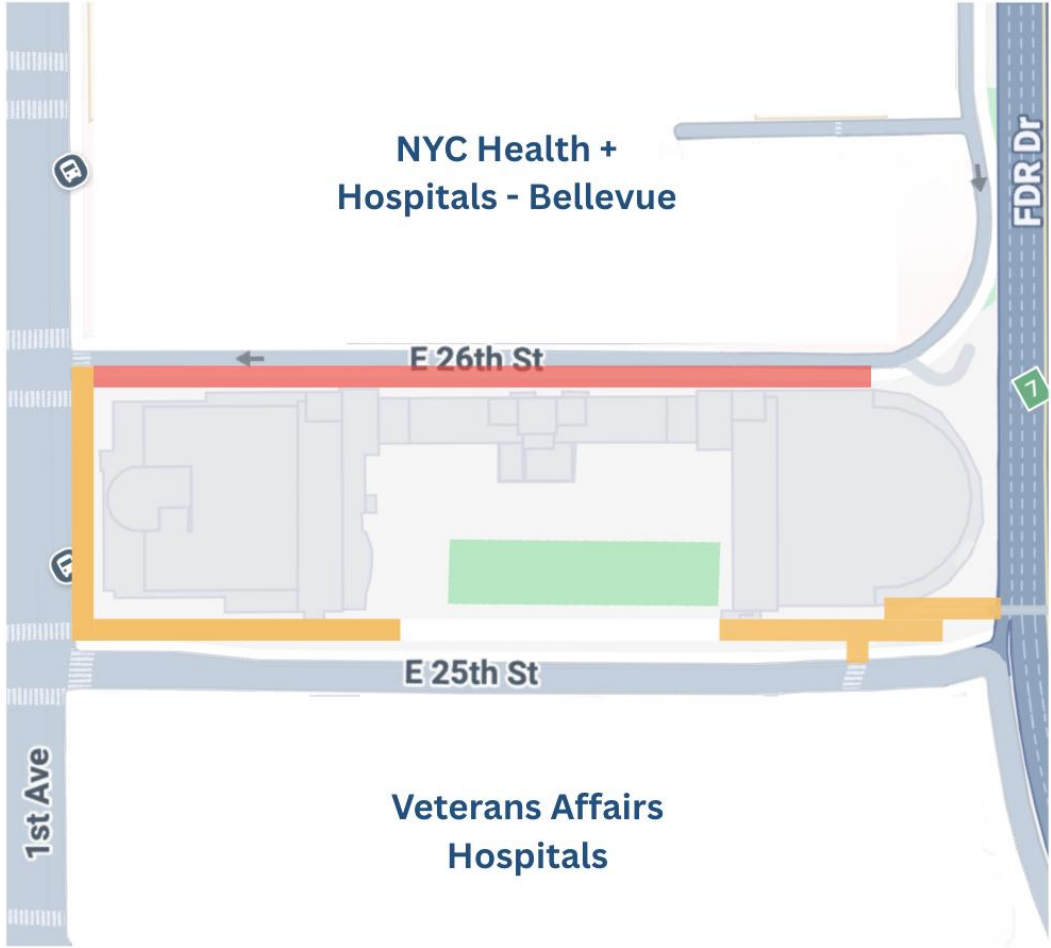 NYC Health +
Hospitals - Bellevue
FDR Dr
E 26th St
7
E 25th St
1st Ave
Veterans Affairs
Hospitals